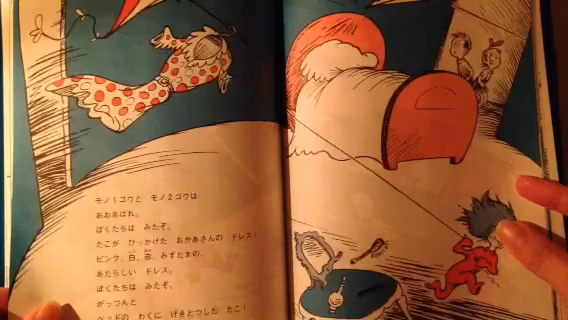 モノ1ゴウと モノ2ゴウは
おおあばれ。
ぼくたちは みたぞ。
たこが ひっかけた おかあさんの ドレス!
ピンク、白、赤、みずたまの、
あたらしい ドレス。
ぼくたちは みたぞ。
がっつんと
ベッドの わくに げきとつした たこ!